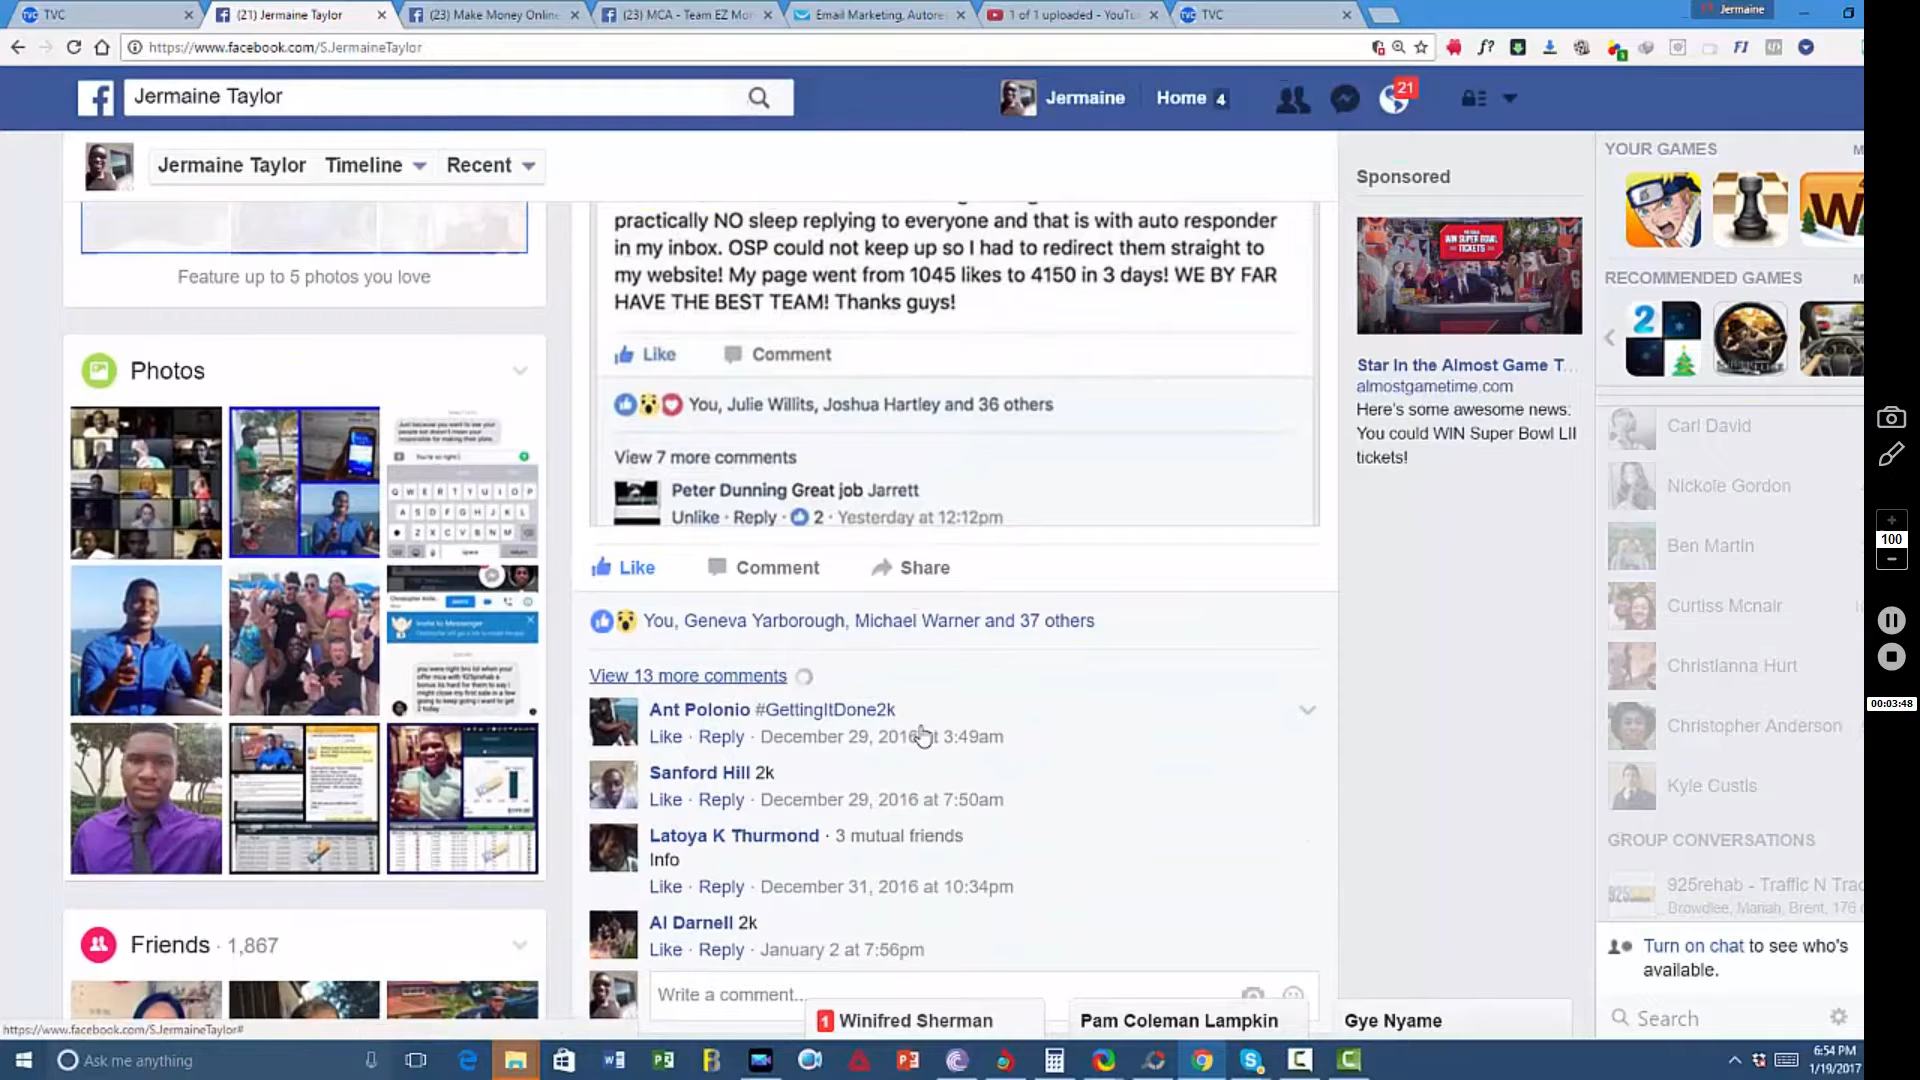 TVC
(21) Jermaine Taylor
(23) Make Money Online
(23) MCA - Team EZ Mon
Email Marketing, Autore
1 of 1 uploaded - YouTu
TVC
Jermaine
https://www.facebook.com/S.JermaineTaylor
Jermaine Taylor
Jermaine
Home 4
21
Jermaine Taylor
Timeline
Recent
Feature up to 5 photos you love
Photos
Friends · 1,867
practically NO sleep replying to everyone and that is with auto responder
in my inbox. OSP could not keep up so I had to redirect them straight to
my website! My page went from 1045 likes to 4150 in 3 days! WE BY FAR
HAVE THE BEST TEAM! Thanks guys!
Like Comment
You, Julie Willits, Joshua Hartley and 36 others
View 7 more comments
Peter Dunning Great job Jarrett
Unlike · Reply · 2 · Yesterday at 12:12pm
Like Comment Share
You, Geneva Yarborough, Michael Warner and 37 others
View 13 more comments
Ant Polonio #GettingItDone2k
Like · Reply · December 29, 2016 at 3:49am
Sanford Hill 2k
Like · Reply · December 29, 2016 at 7:50am
Latoya K Thurmond · 3 mutual friends
Info
Like · Reply · December 31, 2016 at 10:34pm
Al Darnell 2k
Like · Reply · January 2 at 7:56pm
Write a comment...
Sponsored
WIN SUPER BOWL
TICKETS!
Star In the Almost Game T...
almostgametime.com
Here's some awesome news:
You could WIN Super Bowl LII
tickets!
YOUR GAMES
RECOMMENDED GAMES
Carl David
Nickole Gordon
Ben Martin
Curtiss Mcnair
Christianna Hurt
Christopher Anderson
Kyle Custis
GROUP CONVERSATIONS
925rehab - Traffic N Trac
Browdlee, Mariah, Brent, 176 o
Turn on chat to see who's
available.
Search
1 Winifred Sherman
Pam Coleman Lampkin
Gye Nyame
https://www.facebook.com/S.JermaineTaylor#
Ask me anything
6:54 PM
1/19/2017
100
00:03:48